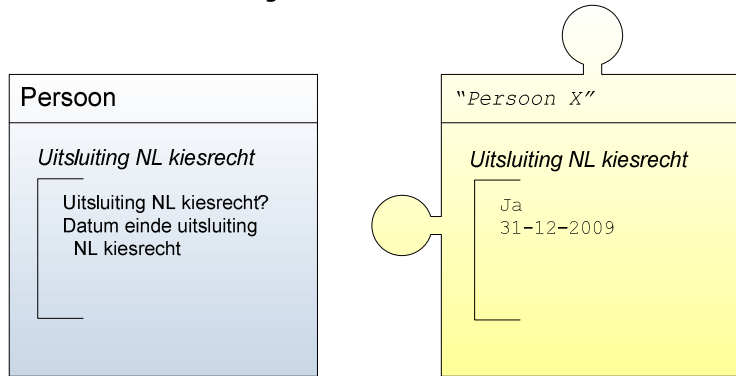 Persoon
Uitsluiting NL kiesrecht
Uitsluiting NL kiesrecht?
Datum einde uitsluiting
NL kiesrecht
"Persoon X"
Uitsluiting NL kiesrecht
Ja
31-12-2009